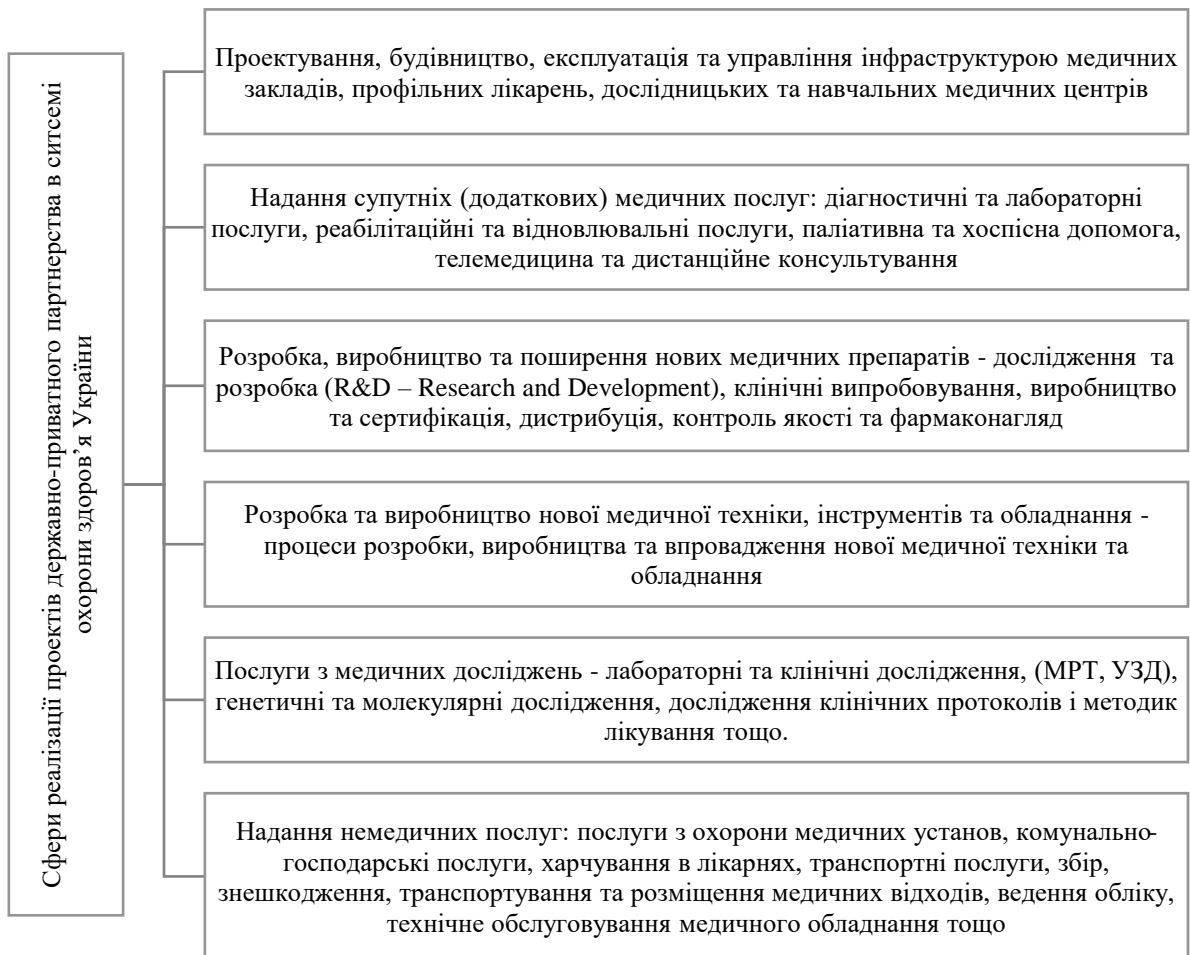 Сфери реалізації проектів державно-приватного партнерства в ситсемі
охорони здоров’я України
Проектування, будівництво, експлуатація та управління інфраструктурою медичних
закладів, профільних лікарень, дослідницьких та навчальних медичних центрів
Надання супутніх (додаткових) медичних послуг: діагностичні та лабораторні
послуги, реабілітаційні та відновлювальні послуги, паліативна та хоспісна допомога,
телемедицина та дистанційне консультування
Розробка, виробництво та поширення нових медичних препаратів - дослідження та
розробка (R&D – Research and Development), клінічні випробовування, виробництво
та сертифікація, дистрибуція, контроль якості та фармаконагляд
Розробка та виробництво нової медичної техніки, інструментів та обладнання -
процеси розробки, виробництва та впровадження нової медичної техніки та
обладнання
Послуги з медичних досліджень - лабораторні та клінічні дослідження, (МРТ, УЗД),
генетичні та молекулярні дослідження, дослідження клінічних протоколів і методик
лікування тощо.
Надання немедичних послуг: послуги з охорони медичних установ, комунально-
господарські послуги, харчування в лікарнях, транспортні послуги, збір,
знешкодження, транспортування та розміщення медичних відходів, ведення обліку,
технічне обслуговування медичного обладнання тощо